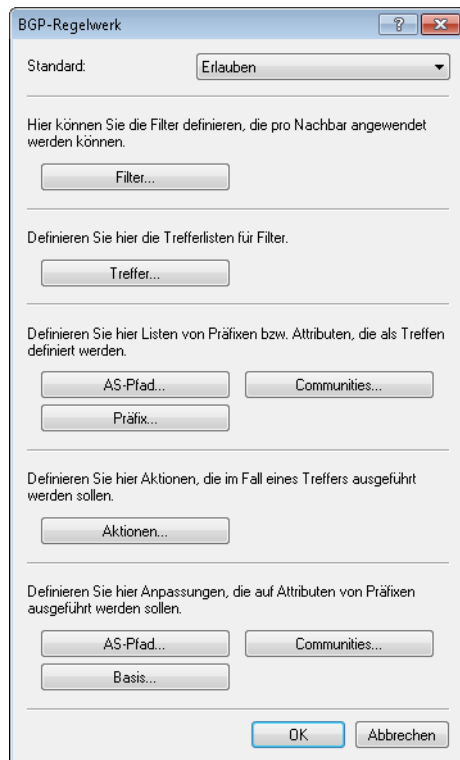 BGP-Regelwerk
Standard: Erlauben
Hier können Sie die Filter definieren, die pro Nachbar angewendet
werden können.
Filter...
Definieren Sie hier die Trefferlisten für Filter.
Treffer...
Definieren Sie hier Listen von Präfixen bzw. Attributen, die als Treffen
definiert werden.
AS-Pfad... Communities...
Präfix...
Definieren Sie hier Aktionen, die im Fall eines Treffers ausgeführt
werden sollen.
Aktionen...
Definieren Sie hier Anpassungen, die auf Attributen von Präfixen
ausgeführt werden sollen.
AS-Pfad... Communities...
Basis...
OK Abbrechen